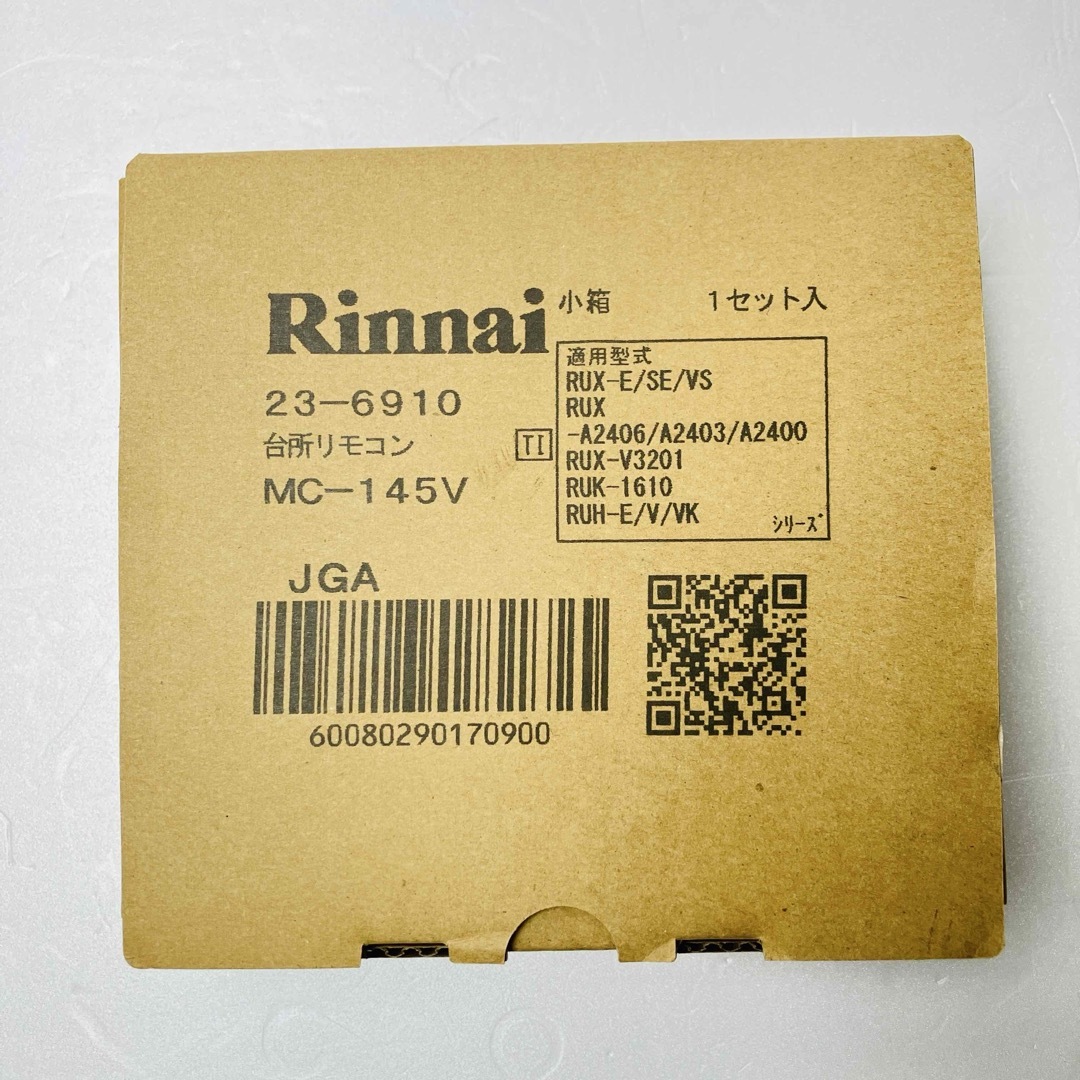 Rinnai
小箱 1セット入
23-6910
台所リモコン TI
MC-145V
適用型式
RUX-E/SE/VS
RUX
-A2406/A2403/A2400
RUX-V3201
RUK-1610
RUH-E/V/VK
ｼﾘｰｽﾞ
JGA
60080290170900